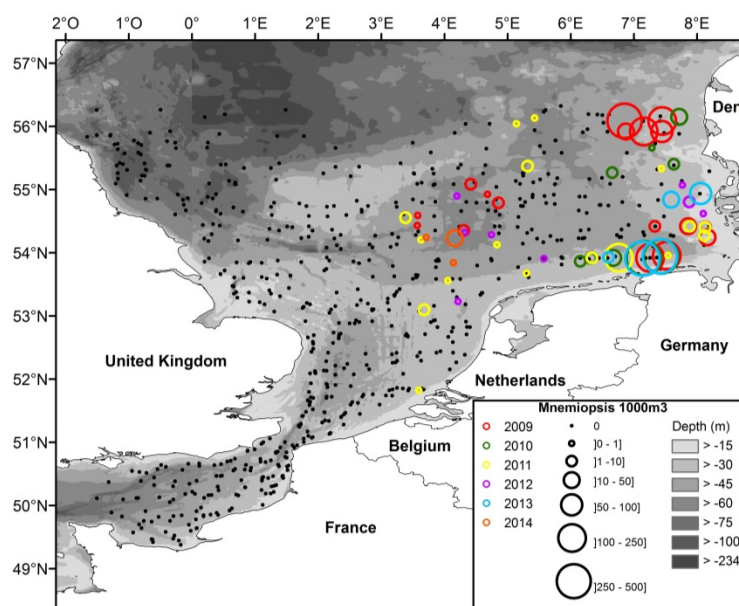 2° 1° 0° 1°E 2°E 3°E 4°E 5°E 6°E 7°E 8°E
57°N
56°N
55°N
54°N
53°N
52°N
51°N
50°N
49°N
Den
United Kingdom
Germany
Netherlands
Belgium
France
Mnemiopsis 1000m3
Depth (m)
2009
2010
2011
2012
2013
2014
0
]0 - 1]
]1 -10]
]10 - 50]
]50 - 100]
]100 - 250]
]250 - 500]
> -15
> -30
> -45
> -60
> -75
> -100
> -234